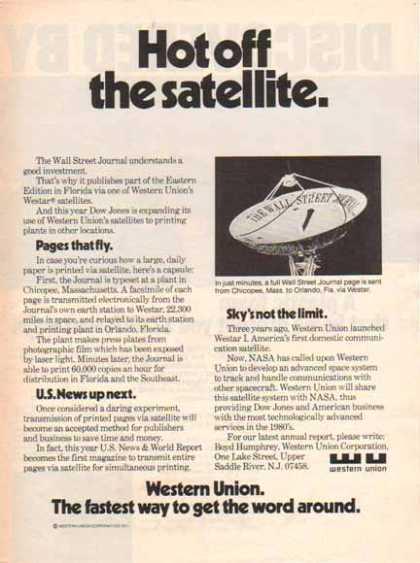 Hot off
the satellite.
The Wall Street Journal understands a
good investment.
That's why it publishes part of the Eastern
Edition in Florida via one of Western Union's
Westar® satellites.
And this year Dow Jones is expanding its
use of Western Union's satellites to printing
plants in other locations.
Pages that fly.
In case you're curious how a large, daily
paper is printed via satellite, here's a capsule:
First, the Journal is typeset at a plant in
Chicopee, Massachusetts. A facsimile of each
page is transmitted electronically from the
Journal's own earth station to Westar, 22,300
miles in space, and relayed to its earth station
and printing plant in Orlando, Florida.
The plant makes press plates from
photographic film which has been exposed
by laser light. Minutes later, the Journal is
able to print 60,000 copies an hour for
distribution in Florida and the Southeast.
U.S. News up next.
Once considered a daring experiment,
transmission of printed pages via satellite will
become an accepted method for publishers
and business to save time and money.
In fact, this year U.S. News & World Report
becomes the first magazine to transmit entire
pages via satellite for simultaneous printing.
THE WALL STREET JOURNAL
In just minutes, a full Wall Street Journal page is sent
from Chicopee, Mass. to Orlando, Fla. via Westar.
Sky's not the limit.
Three years ago, Western Union launched
Westar I, America's first domestic communi-
cation satellite.
Now, NASA has called upon Western
Union to develop an advanced space system
to track and handle communications with
other spacecraft. Western Union will share
this satellite system with NASA, thus
providing Dow Jones and American business
with the most technologically advanced
services in the 1980's.
For our latest annual report, please write:
Boyd Humphrey, Western Union Corporation,
One Lake Street, Upper
Saddle River, N.J. 07458.
western union
Western Union.
The fastest way to get the word around.
© WESTERN UNION CORPORATION